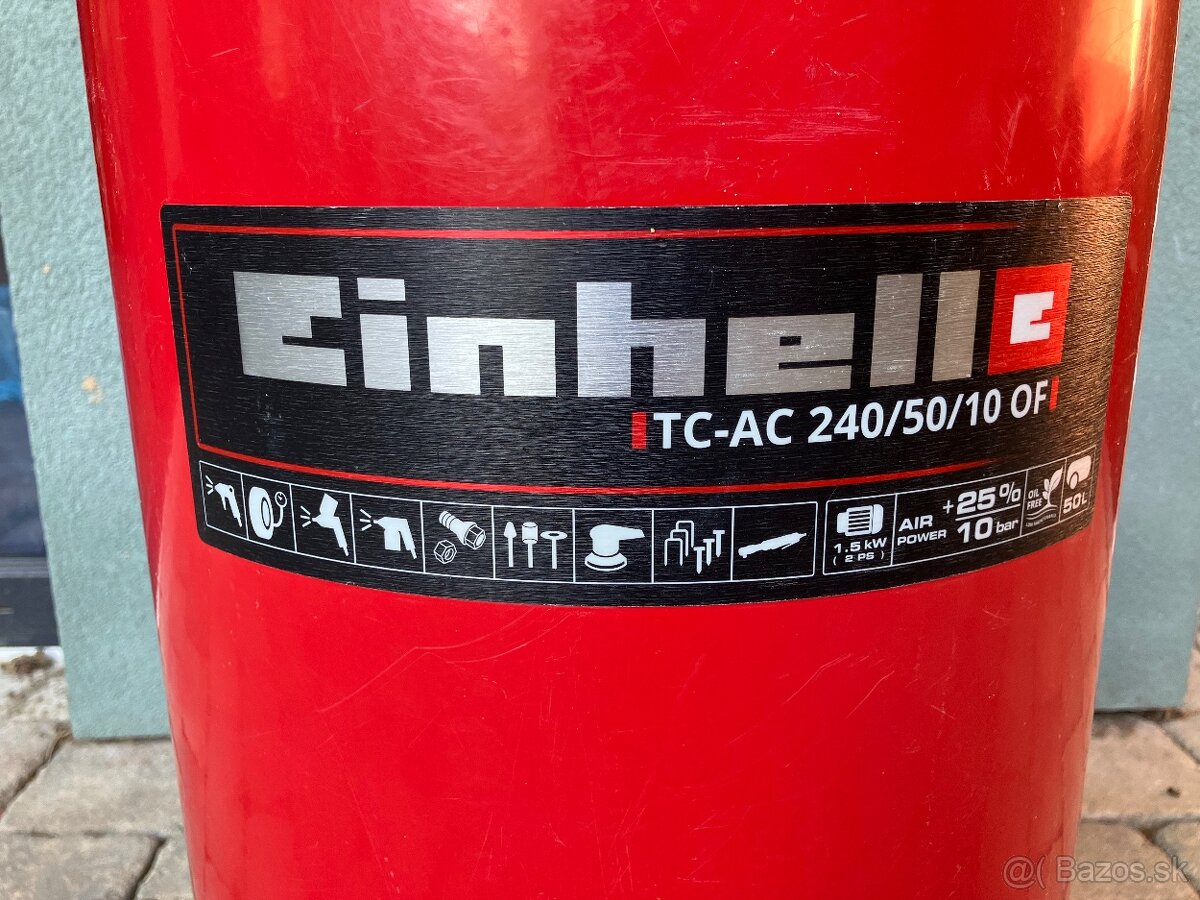 Einhell
TC-AC 240/50/10 OF
1.5 kW
( 2 PS )
AIR
POWER
+25%
10 bar
OIL
FREE
50 L
@( Bazos.sk